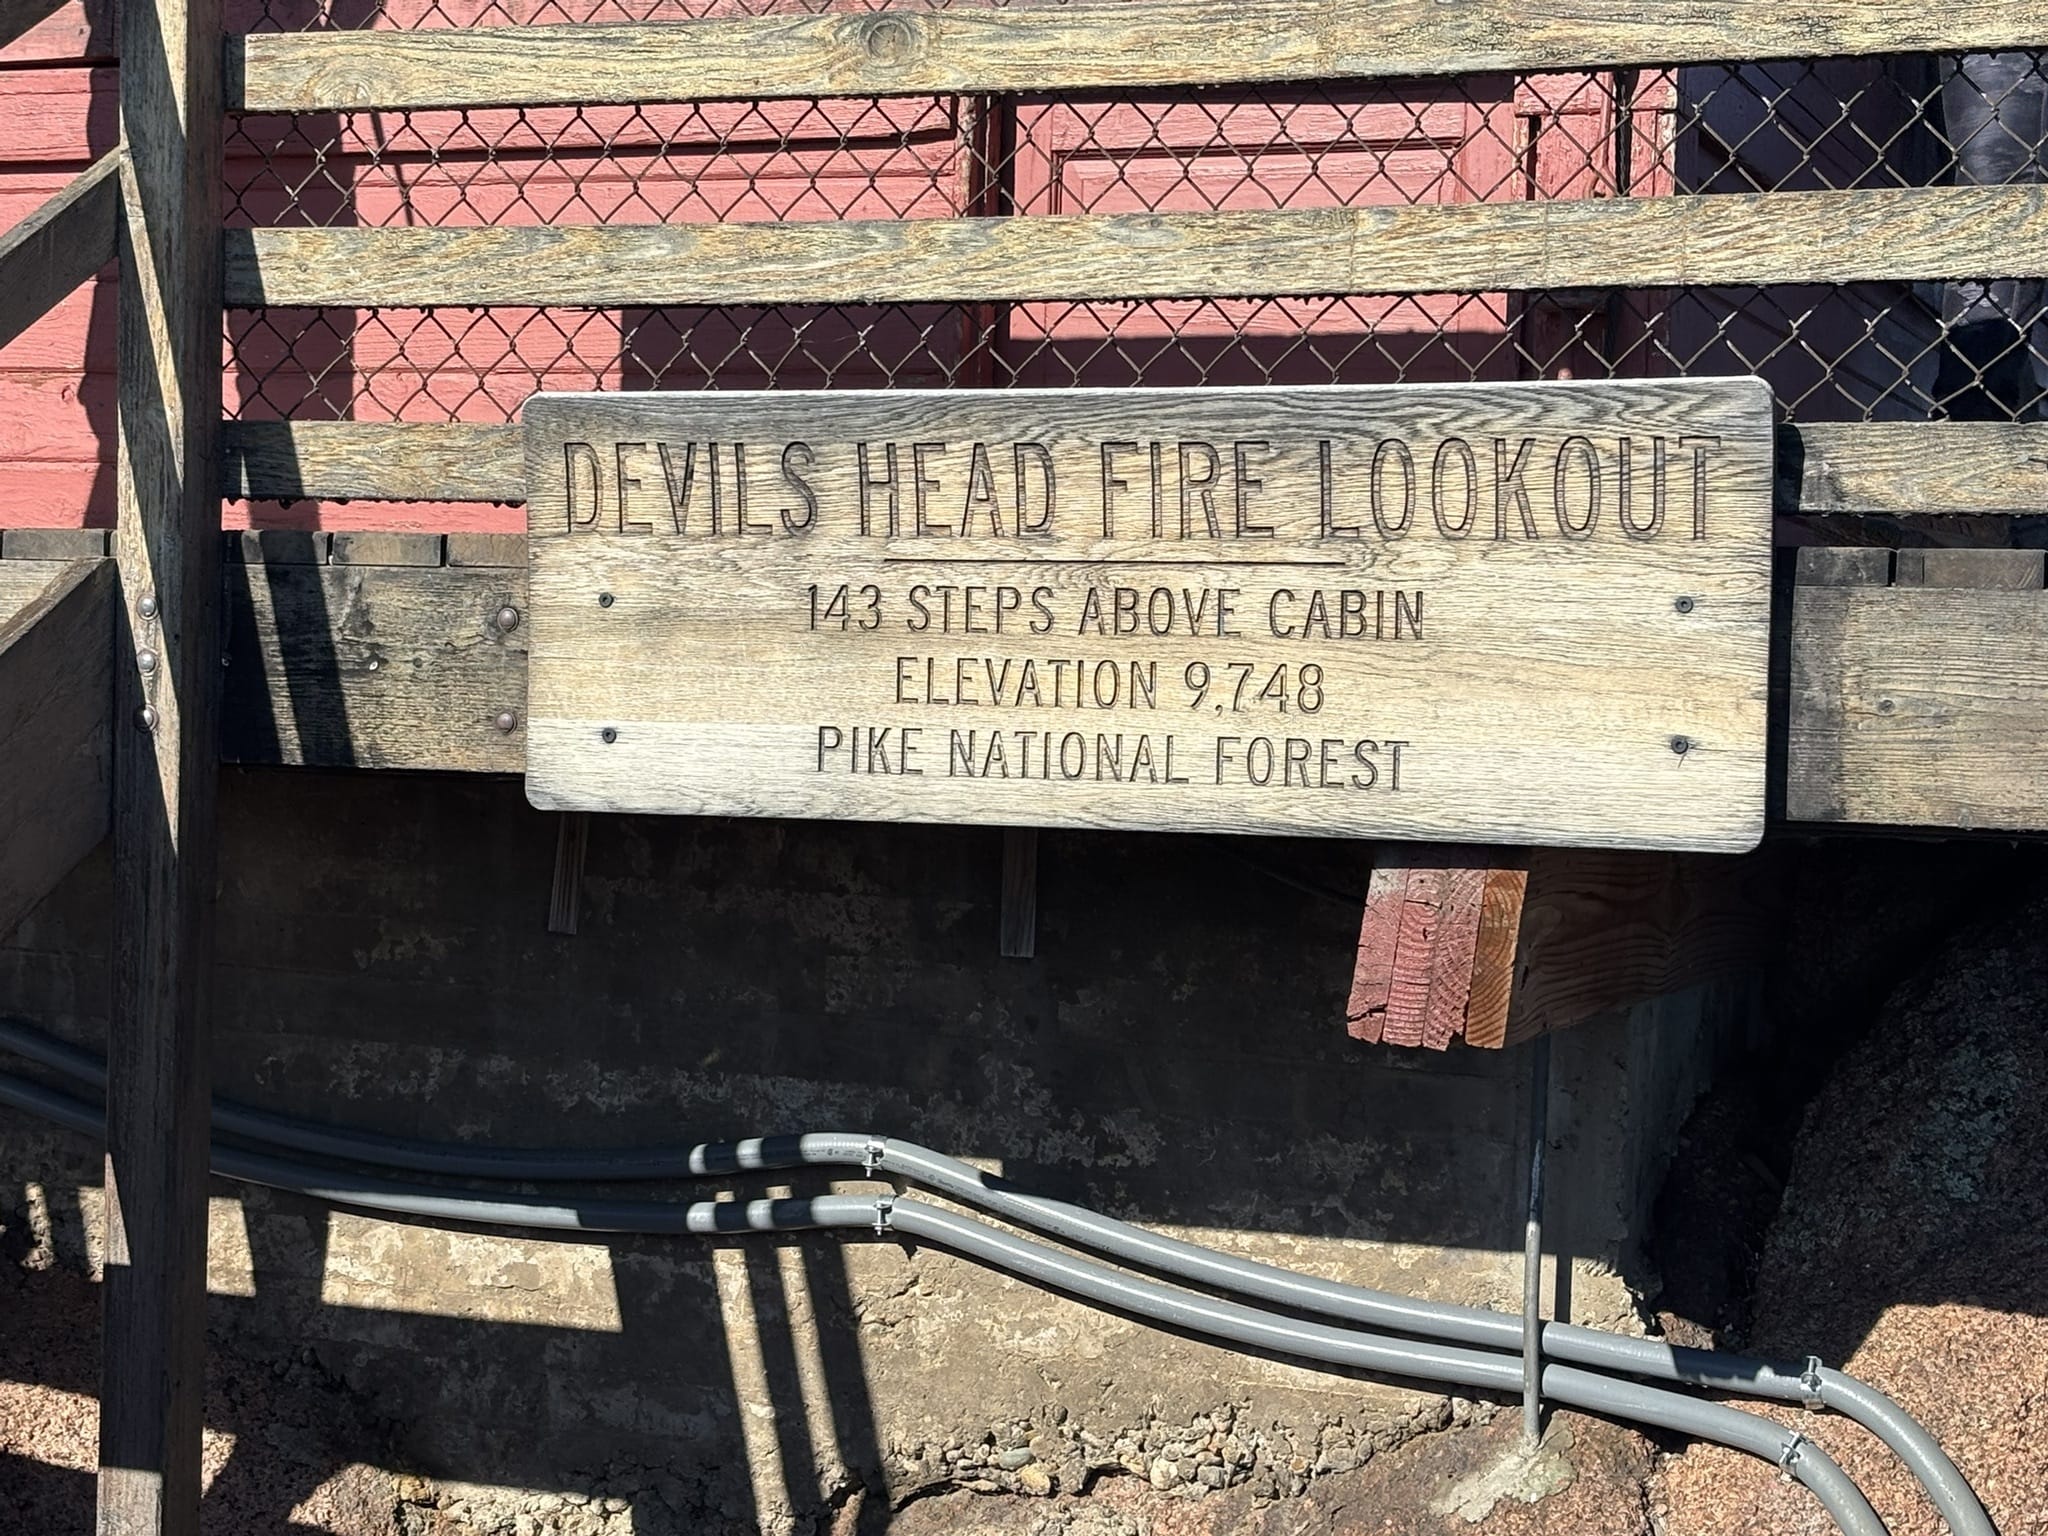 DEVILS HEAD FIRE LOOKOUT
143 STEPS ABOVE CABIN
ELEVATION 9,748
PIKE NATIONAL FOREST